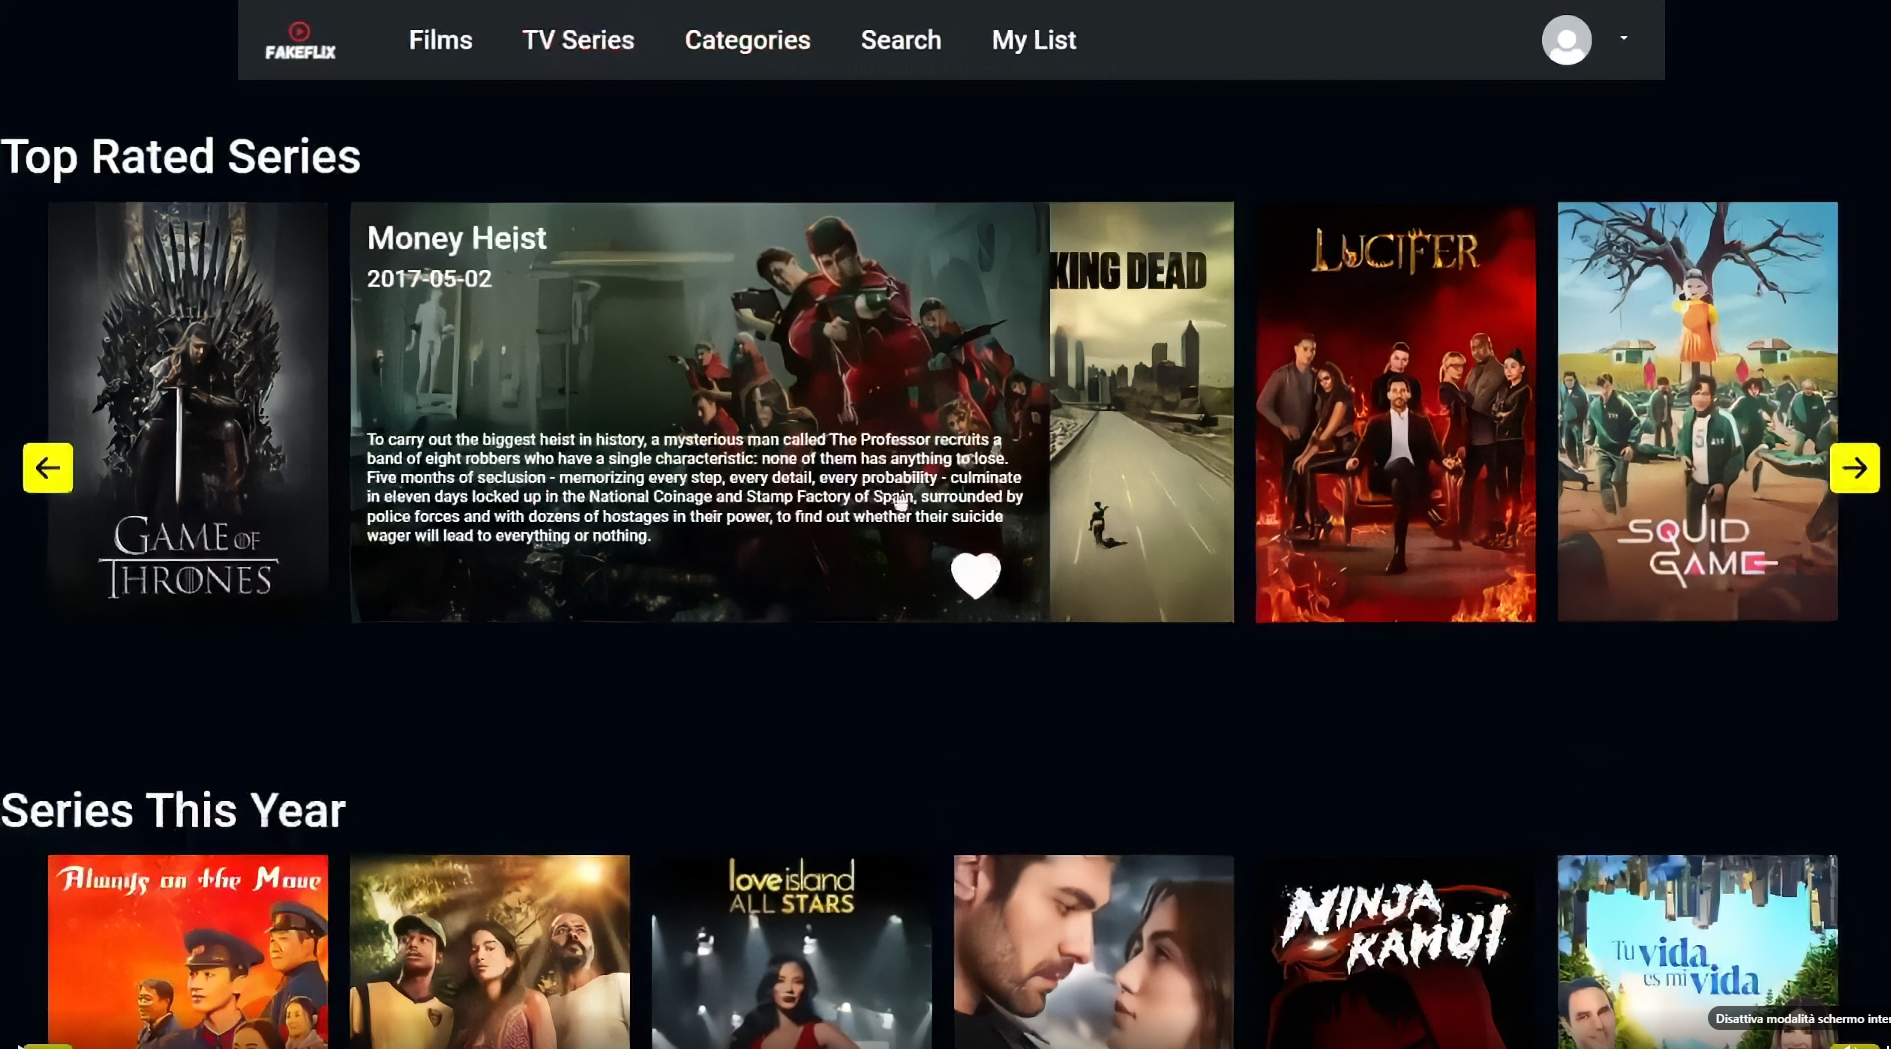 FAKEFLIX
Films
TV Series
Categories
Search
My List
Top Rated Series
GAME OF
THRONES
Money Heist
2017-05-02
To carry out the biggest heist in history, a mysterious man called The Professor recruits a
band of eight robbers who have a single characteristic: none of them has anything to lose.
Five months of seclusion - memorizing every step, every detail, every probability - culminate
in eleven days locked up in the National Coinage and Stamp Factory of Spain, surrounded by
police forces and with dozens of hostages in their power, to find out whether their suicide
wager will lead to everything or nothing.
KING DEAD
LUCIFER
SQUID
GAME
Series This Year
Always on the Move
love island
ALL STARS
NINJA
KAMUI
Tu vida
es mi vida
Disattiva modalità schermo inter